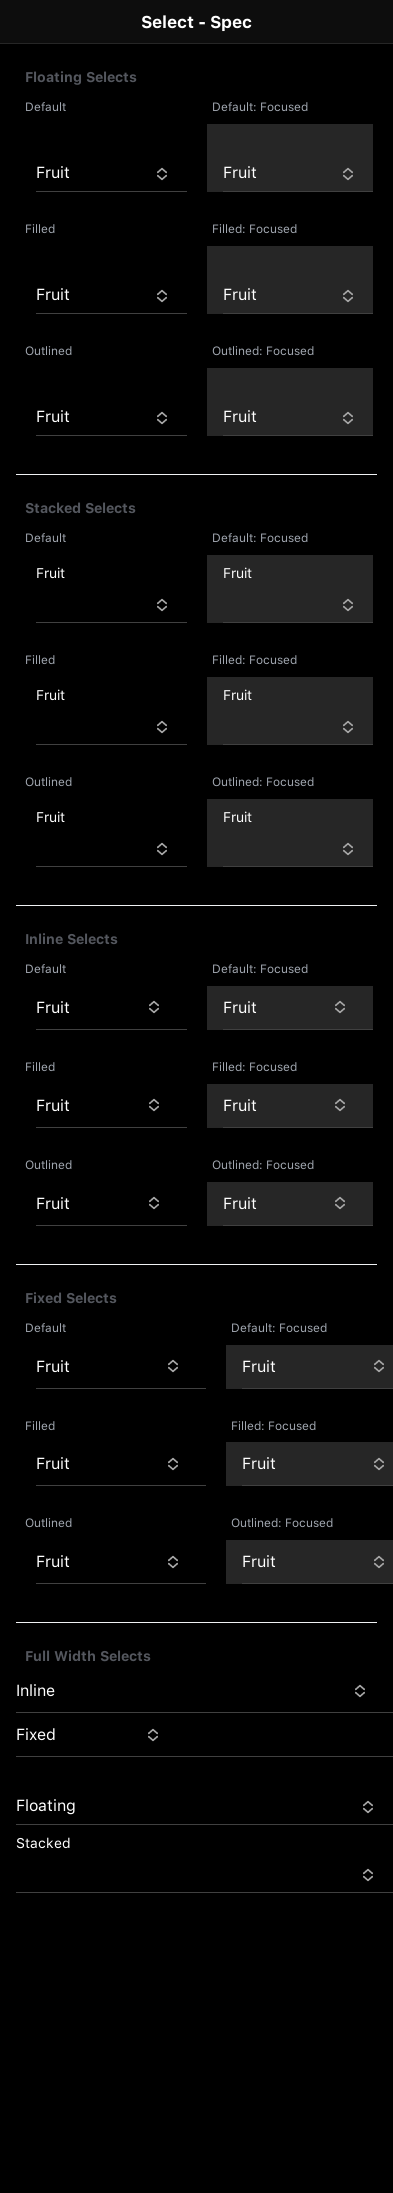 Select - Spec
Floating Selects
Default Default: Focused
Fruit Fruit
Filled Filled: Focused
Fruit Fruit
Outlined Outlined: Focused
Fruit Fruit
Stacked Selects
Default Default: Focused
Fruit Fruit
Filled Filled: Focused
Fruit Fruit
Outlined Outlined: Focused
Fruit Fruit
Inline Selects
Default Default: Focused
Fruit Fruit
Filled Filled: Focused
Fruit Fruit
Outlined Outlined: Focused
Fruit Fruit
Fixed Selects
Default Default: Focused
Fruit Fruit
Filled Filled: Focused
Fruit Fruit
Outlined Outlined: Focused
Fruit Fruit
Full Width Selects
Inline
Fixed
Floating
Stacked